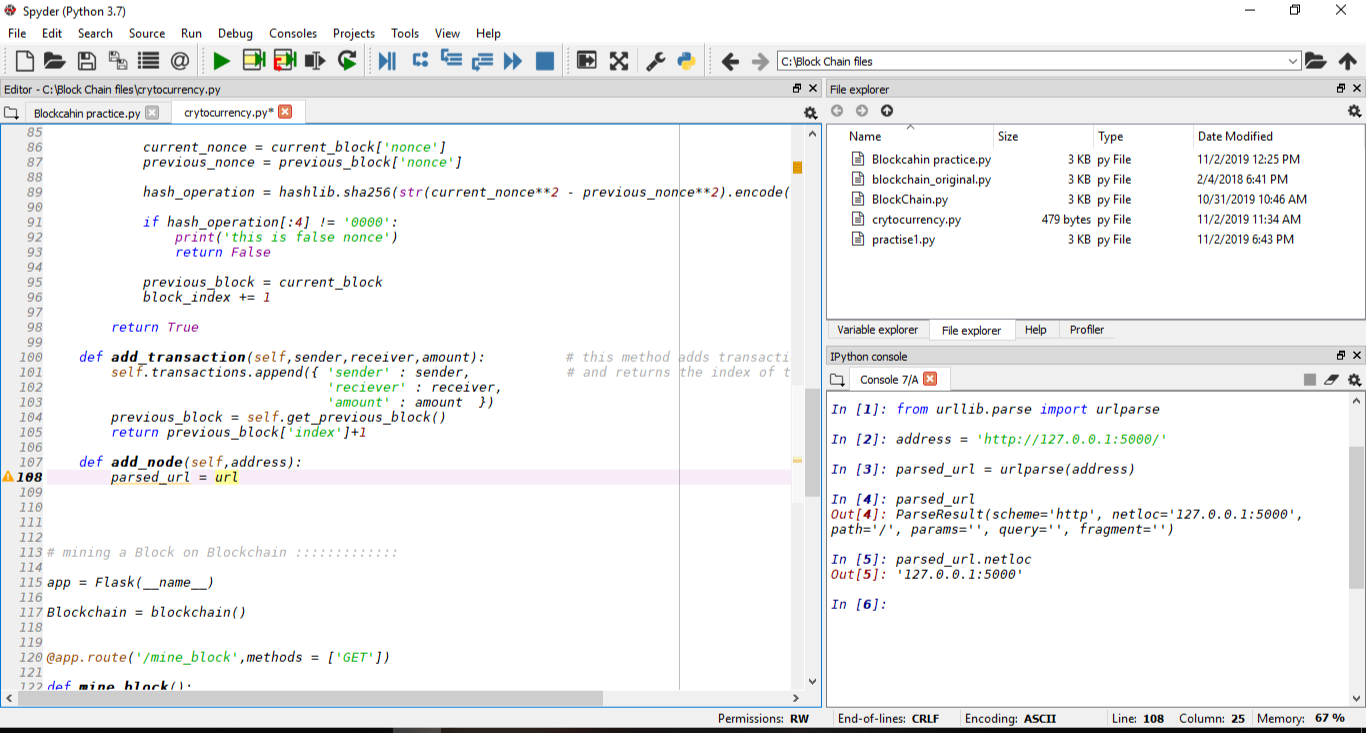 Spyder (Python 3.7)
File Edit Search Source Run Debug Consoles Projects Tools View Help
C:\Block Chain files
Editor - C:\Block Chain files\crytocurrency.py
Blockcahin practice.py
crytocurrency.py*
85
86 current_nonce = current_block['nonce']
87 previous_nonce = previous_block['nonce']
88
89 hash_operation = hashlib.sha256(str(current_nonce**2 - previous_nonce**2).encode(
90
91 if hash_operation[:4] != '0000':
92 print('this is false nonce')
93 return False
94
95 previous_block = current_block
96 block_index += 1
97
98 return True
99
100 def add_transaction(self,sender,receiver,amount): # this method adds transacti
101 self.transactions.append({ 'sender' : sender, # and returns the index of t
102 'reciever' : receiver,
103 'amount' : amount })
104 previous_block = self.get_previous_block()
105 return previous_block['index']+1
106
107 def add_node(self,address):
108 parsed_url = url
109
110
111
112
113 # mining a Block on Blockchain :::::::::::::
114
115 app = Flask(__name__)
116
117 Blockchain = blockchain()
118
119
120 @app.route('/mine_block',methods = ['GET'])
121
122 def mine_block():
File explorer
Name Size Type Date Modified
Blockcahin practice.py 3 KB py File 11/2/2019 12:25 PM
blockchain_original.py 3 KB py File 2/4/2018 6:41 PM
BlockChain.py 3 KB py File 10/31/2019 10:46 AM
crytocurrency.py 479 bytes py File 11/2/2019 11:34 AM
practise1.py 3 KB py File 11/2/2019 6:43 PM
Variable explorer File explorer Help Profiler
IPython console
Console 7/A
In [1]: from urllib.parse import urlparse
In [2]: address = 'http://127.0.0.1:5000/'
In [3]: parsed_url = urlparse(address)
In [4]: parsed_url
Out[4]: ParseResult(scheme='http', netloc='127.0.0.1:5000',
path='/', params='', query='', fragment='')
In [5]: parsed_url.netloc
Out[5]: '127.0.0.1:5000'
In [6]:
Permissions: RW End-of-lines: CRLF Encoding: ASCII Line: 108 Column: 25 Memory: 67 %